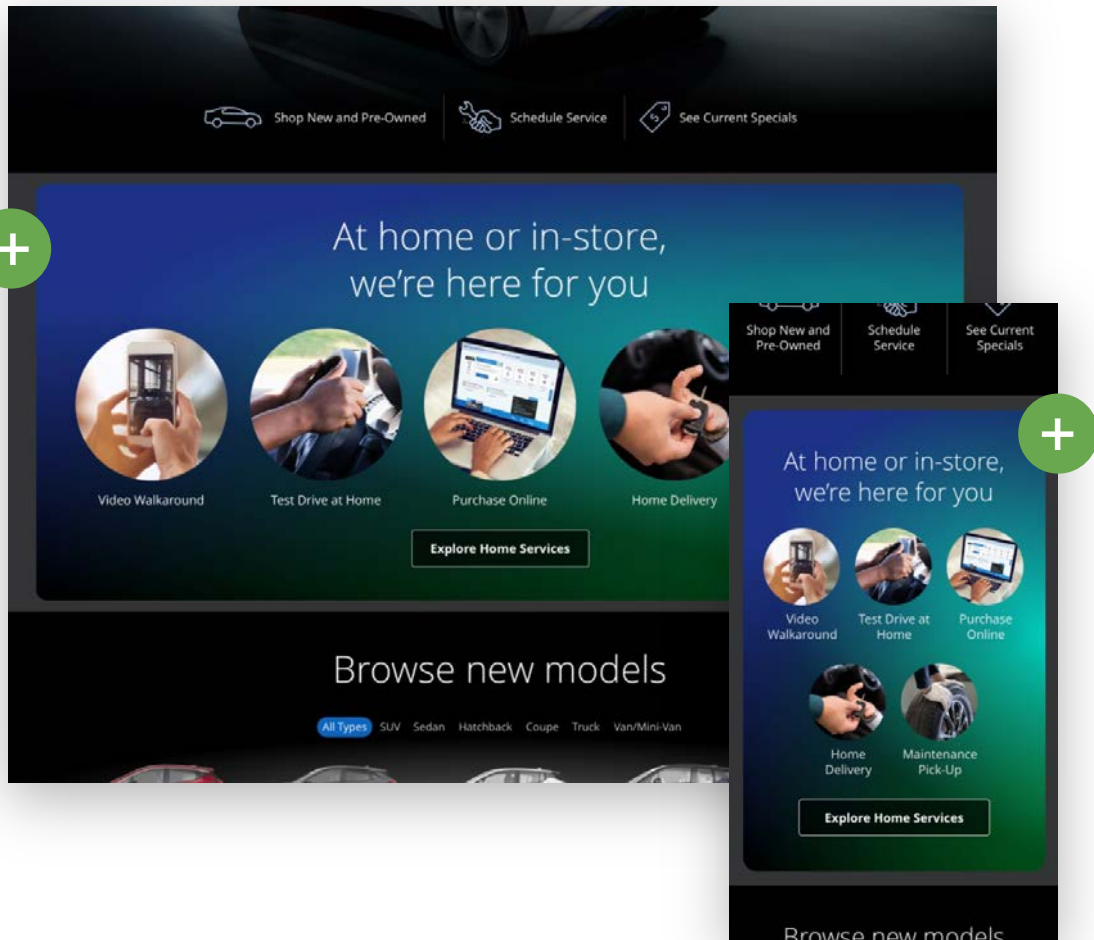 Shop New and Pre-Owned
Schedule Service
See Current Specials
At home or in-store,
we're here for you
Video Walkaround
Test Drive at Home
Purchase Online
Home Delivery
Explore Home Services
Browse new models
All Types SUV Sedan Hatchback Coupe Truck Van/Mini-Van
+
Shop New and
Pre-Owned
Schedule
Service
See Current
Specials
At home or in-store,
we're here for you
Video
Walkaround
Test Drive at
Home
Purchase
Online
Home
Delivery
Maintenance
Pick-Up
Explore Home Services
Browse new models
+